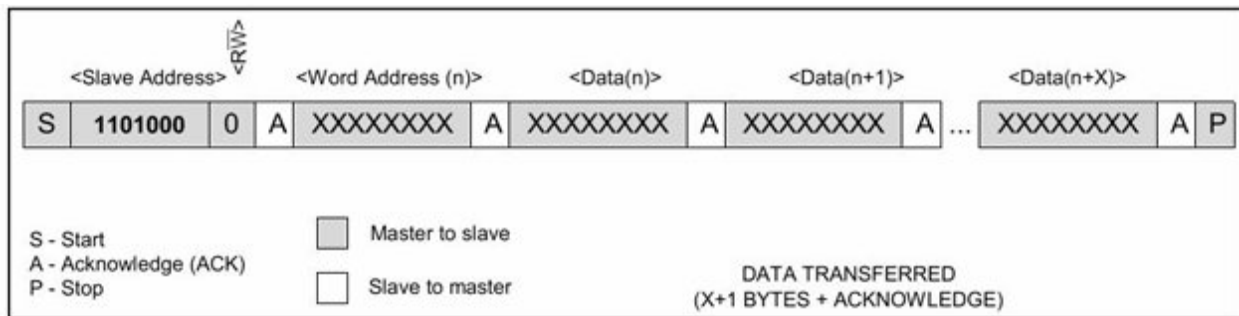 <RW̅>
<Slave Address> <Word Address (n)> <Data(n)> <Data(n+1)> <Data(n+X)>
S 1101000 0 A XXXXXXXX A XXXXXXXX A XXXXXXXX A ... XXXXXXXX A P
S - Start
A - Acknowledge (ACK)
P - Stop
Master to slave
Slave to master
DATA TRANSFERRED
(X+1 BYTES + ACKNOWLEDGE)